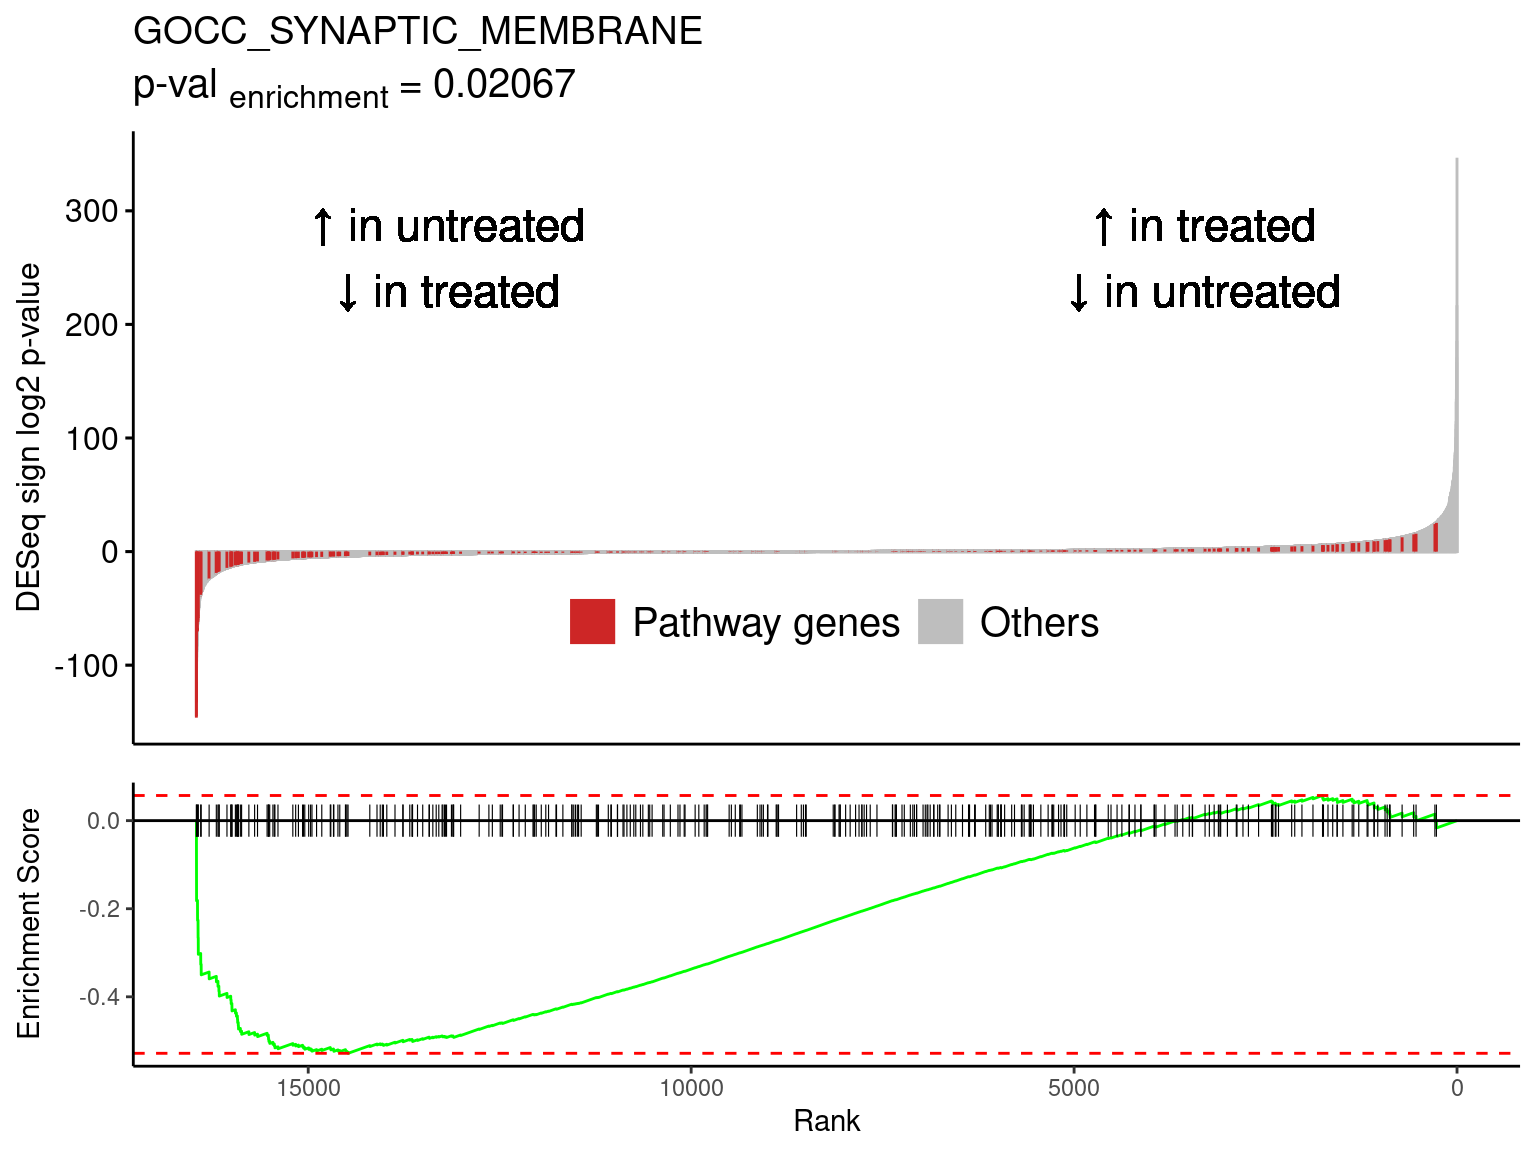 GOCC_SYNAPTIC_MEMBRANE
p-val enrichment = 0.02067
DESeq sign log2 p-value
300
200
100
0
-100
↑ in untreated
↓ in treated
↑ in treated
↓ in untreated
Pathway genes
Others
Enrichment Score
0.0
-0.2
-0.4
15000
10000
5000
0
Rank